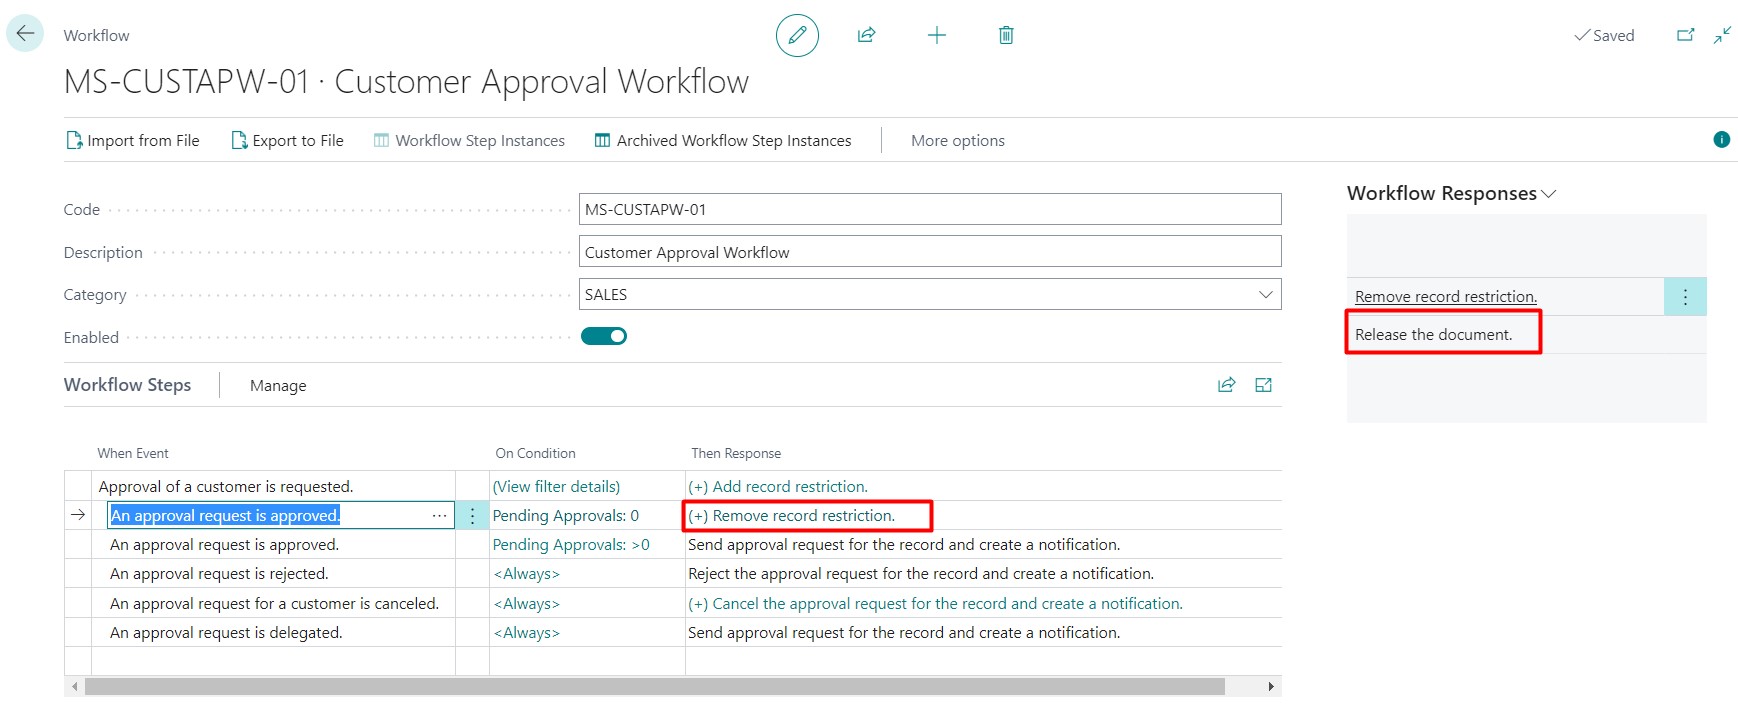 Workflow
Saved
MS-CUSTAPW-01 · Customer Approval Workflow
Import from File
Export to File
Workflow Step Instances
Archived Workflow Step Instances
More options
Code
MS-CUSTAPW-01
Description
Customer Approval Workflow
Category
SALES
Enabled
Workflow Responses
Remove record restriction.
Release the document.
Workflow Steps
Manage
When Event
On Condition
Then Response
Approval of a customer is requested.
(View filter details)
(+) Add record restriction.
An approval request is approved.
Pending Approvals: 0
(+) Remove record restriction.
An approval request is approved.
Pending Approvals: >0
Send approval request for the record and create a notification.
An approval request is rejected.
<Always>
Reject the approval request for the record and create a notification.
An approval request for a customer is canceled.
<Always>
(+) Cancel the approval request for the record and create a notification.
An approval request is delegated.
<Always>
Send approval request for the record and create a notification.